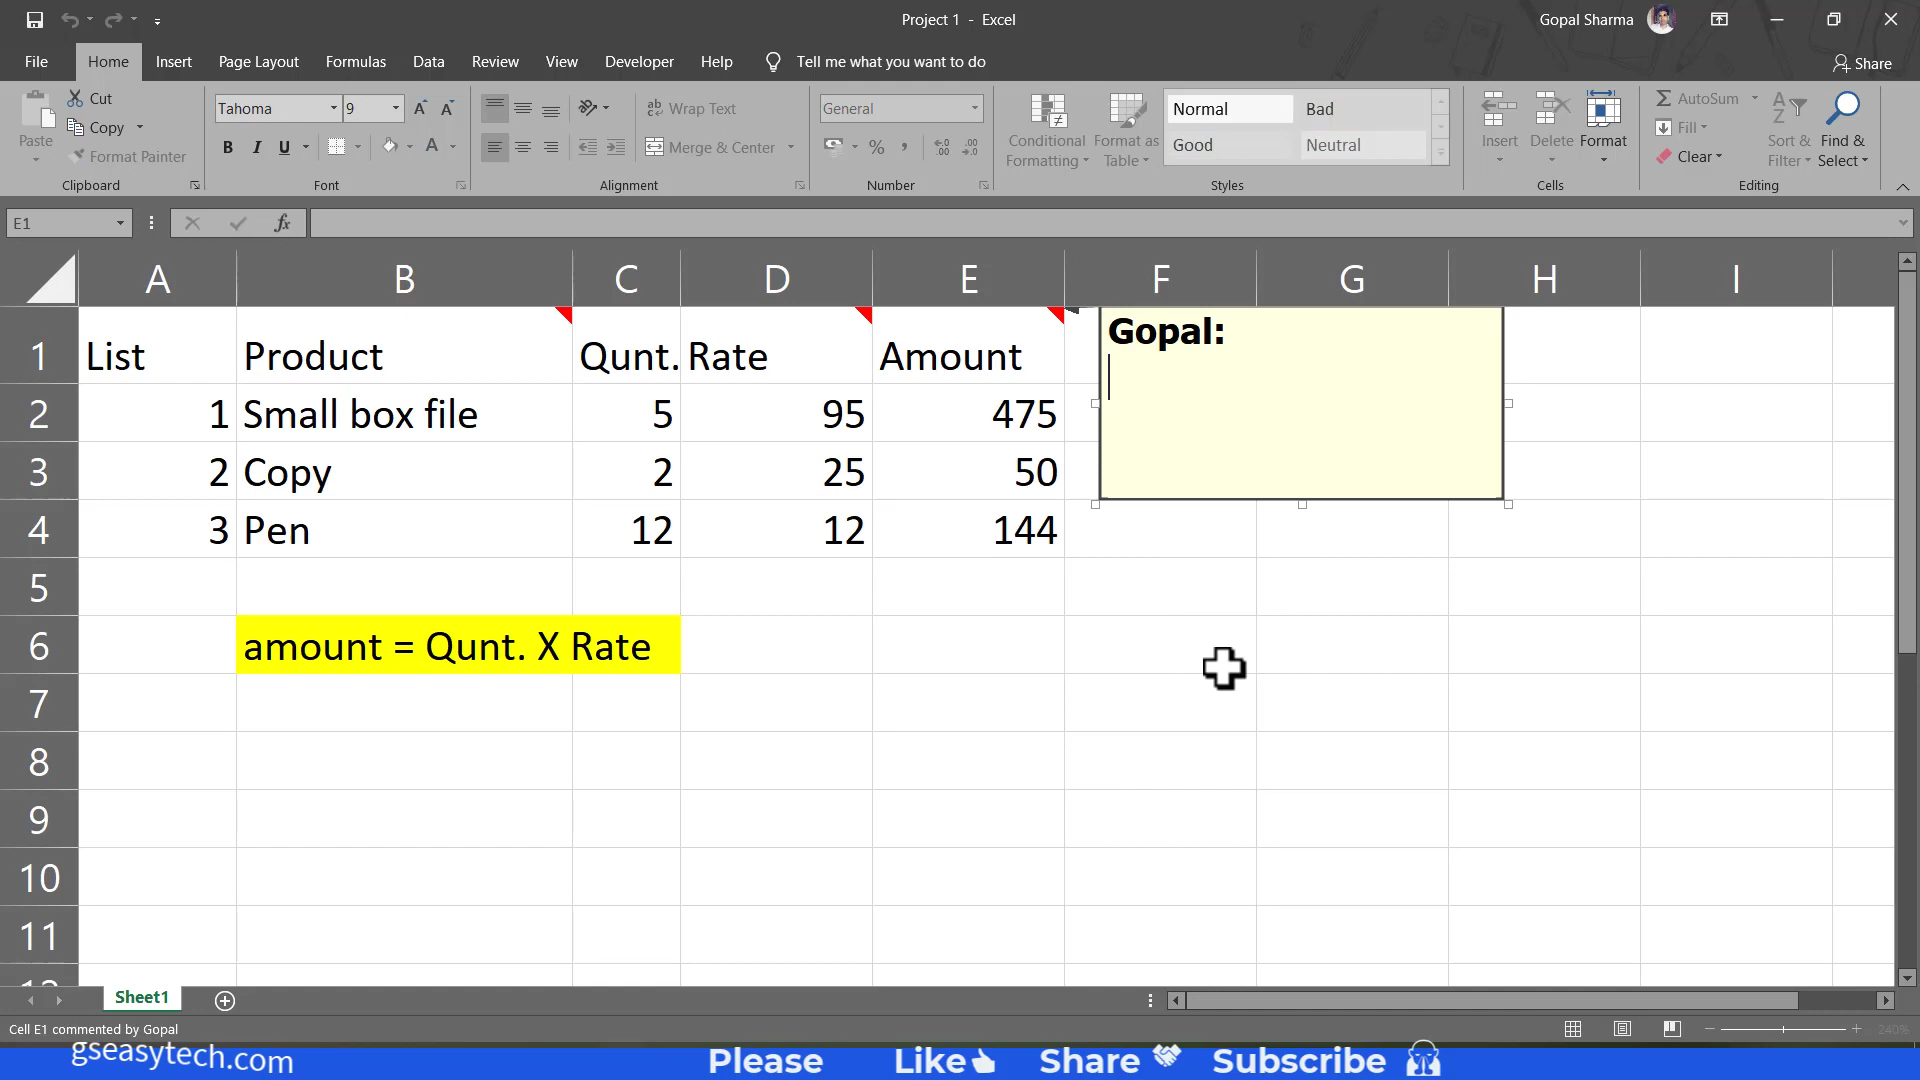 Project 1 - Excel
Gopal Sharma
File Home Insert Page Layout Formulas Data Review View Developer Help Tell me what you want to do
Share
Paste
Cut
Copy
Format Painter
Clipboard
Tahoma 9
B I U
Font
Wrap Text
Merge & Center
Alignment
General
%
Number
Conditional Formatting
Format as Table
Normal Bad
Good Neutral
Styles
Insert Delete Format
Cells
AutoSum
Fill
Clear
Sort & Filter
Find & Select
Editing
E1
fx
A B C D E F G H I
1 List Product Qunt. Rate Amount
Gopal:
2 1 Small box file 5 95 475
3 2 Copy 2 25 50
4 3 Pen 12 12 144
5
6 amount = Qunt. X Rate
7
8
9
10
11
12
Sheet1
Cell E1 commented by Gopal
240%
gseasytech.com
Please Like Share Subscribe